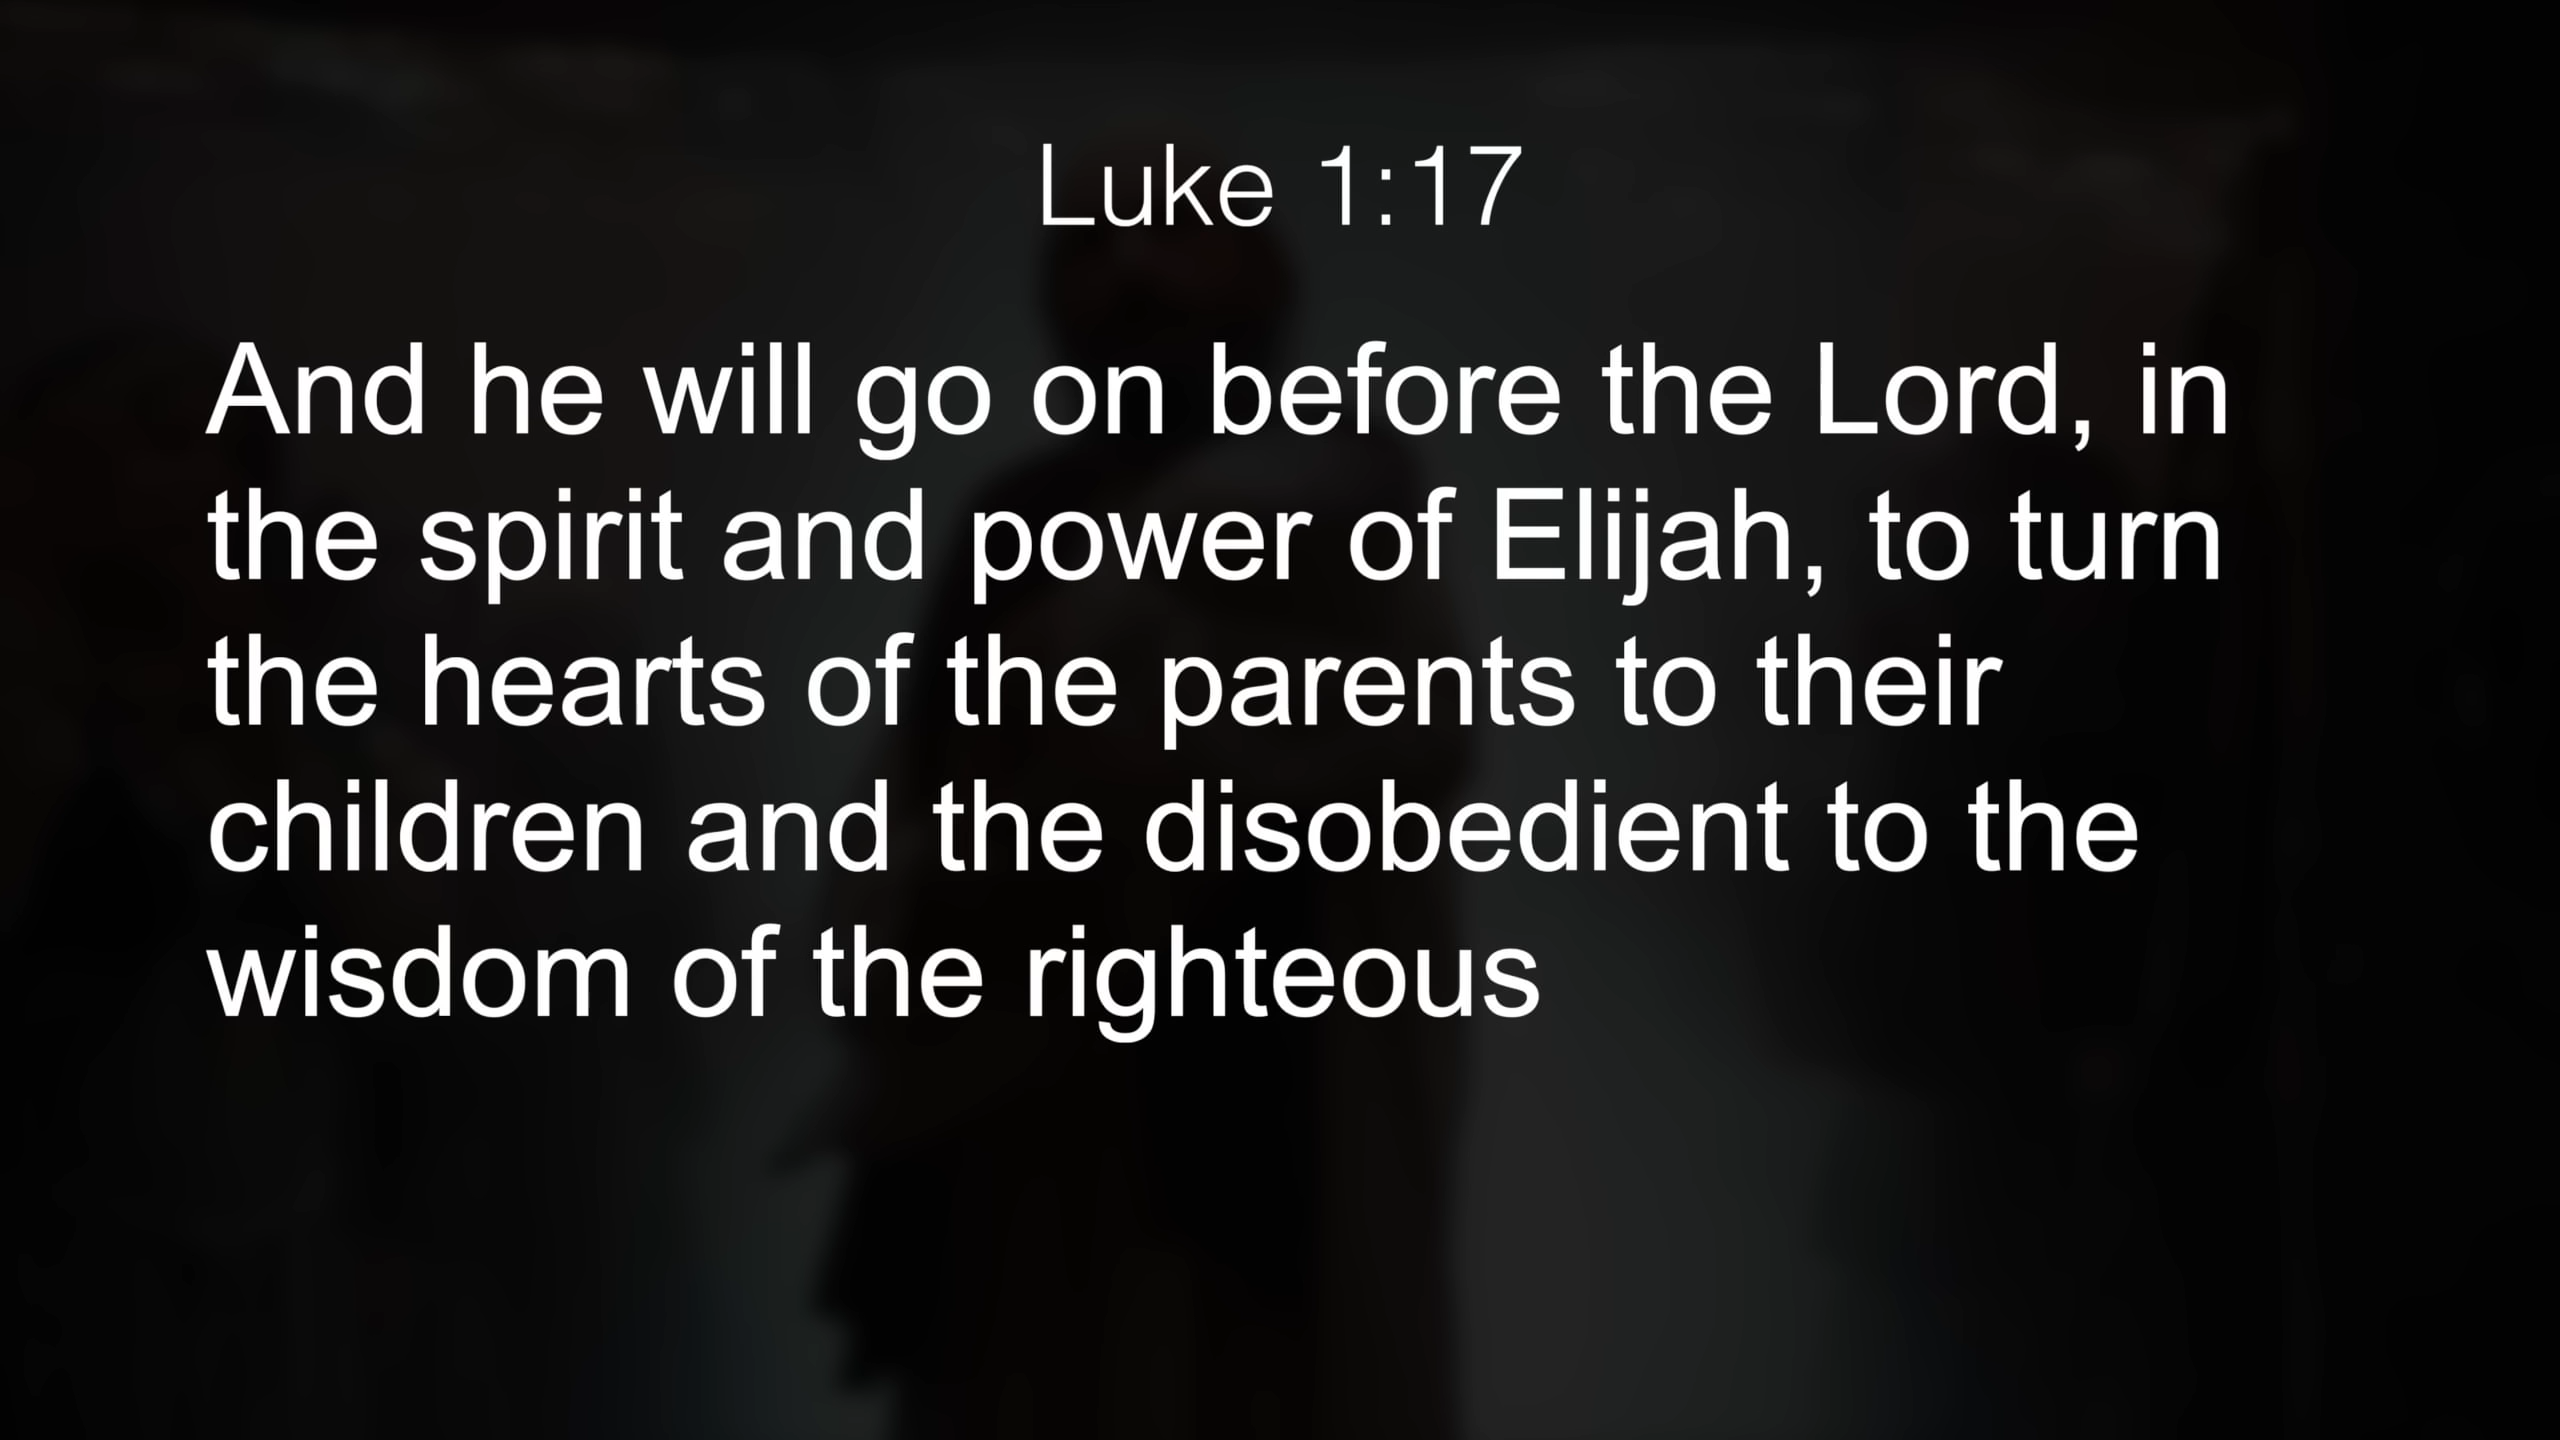 Luke 1:17
And he will go on before the Lord, in
the spirit and power of Elijah, to turn
the hearts of the parents to their
children and the disobedient to the
wisdom of the righteous